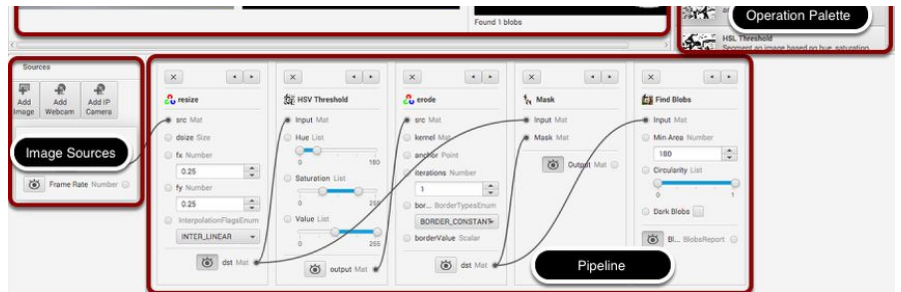 Found 1 blobs
Operation Palette
HSL Threshold
Segment an image based on hue, saturation
Sources
Add Image
Add Webcam
Add IP Camera
Image Sources
Frame Rate Number
resize
src Mat
dsize Size
fx Number
0.25
fy Number
0.25
InterpolationFlagsEnum
INTER_LINEAR
dst Mat
HSV Threshold
Input Mat
Hue List
0 180
Saturation List
0 255
Value List
0 255
output Mat
erode
src Mat
kernel Mat
anchor Point
iterations Number
1
bor... BorderTypesEnum
BORDER_CONSTANT
borderValue Scalar
dst Mat
Mask
Input Mat
Mask Mat
Output Mat
Pipeline
Find Blobs
Input Mat
Min Area Number
180
Circularity List
0 1
Dark Blobs
Bl... BlobsReport